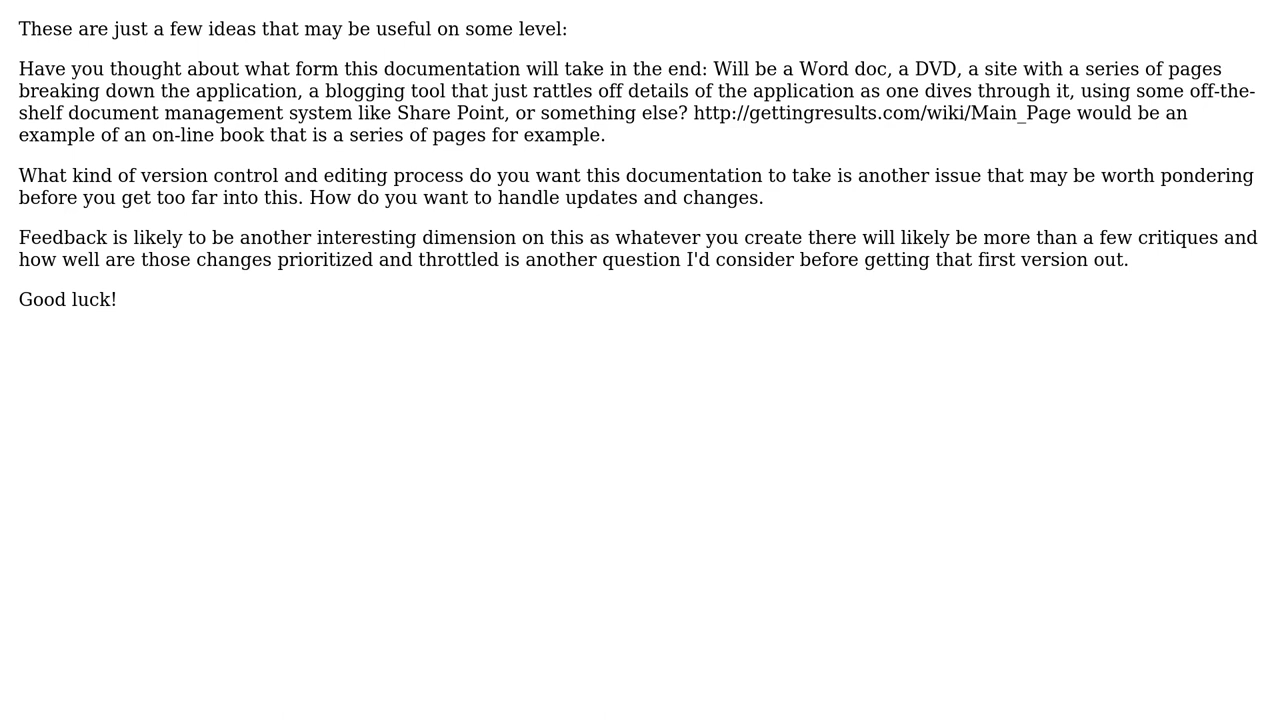 These are just a few ideas that may be useful on some level:
Have you thought about what form this documentation will take in the end: Will be a Word doc, a DVD, a site with a series of pages
breaking down the application, a blogging tool that just rattles off details of the application as one dives through it, using some off-the-
shelf document management system like Share Point, or something else? http://gettingresults.com/wiki/Main_Page would be an
example of an on-line book that is a series of pages for example.
What kind of version control and editing process do you want this documentation to take is another issue that may be worth pondering
before you get too far into this. How do you want to handle updates and changes.
Feedback is likely to be another interesting dimension on this as whatever you create there will likely be more than a few critiques and
how well are those changes prioritized and throttled is another question I'd consider before getting that first version out.
Good luck!